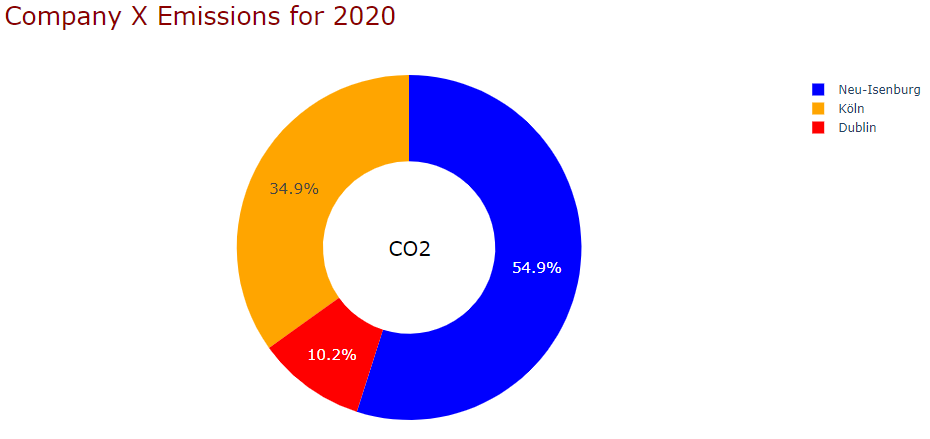 Company X Emissions for 2020
Neu-Isenburg
Köln
Dublin
34.9%
CO2
54.9%
10.2%